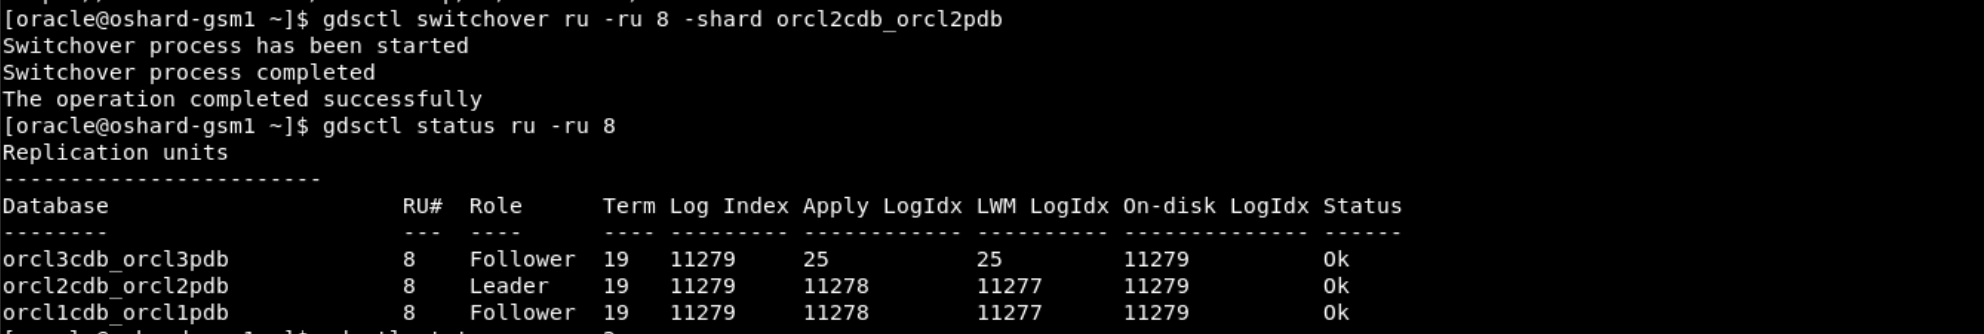 [oracle@oshard-gsm1 ~]$ gdsctl switchover ru -ru 8 -shard orcl2cdb_orcl2pdb
Switchover process has been started
Switchover process completed
The operation completed successfully
[oracle@oshard-gsm1 ~]$ gdsctl status ru -ru 8
Replication units
------------------------
Database                      RU#  Role      Term Log Index Apply LogIdx LWM LogIdx On-disk LogIdx Status
--------                      ---  ----      ---- --------- ------------ ---------- -------------- ------
orcl3cdb_orcl3pdb             8    Follower  19   11279     25           25         11279          Ok
orcl2cdb_orcl2pdb             8    Leader    19   11279     11278        11277      11279          Ok
orcl1cdb_orcl1pdb             8    Follower  19   11279     11278        11277      11279          Ok